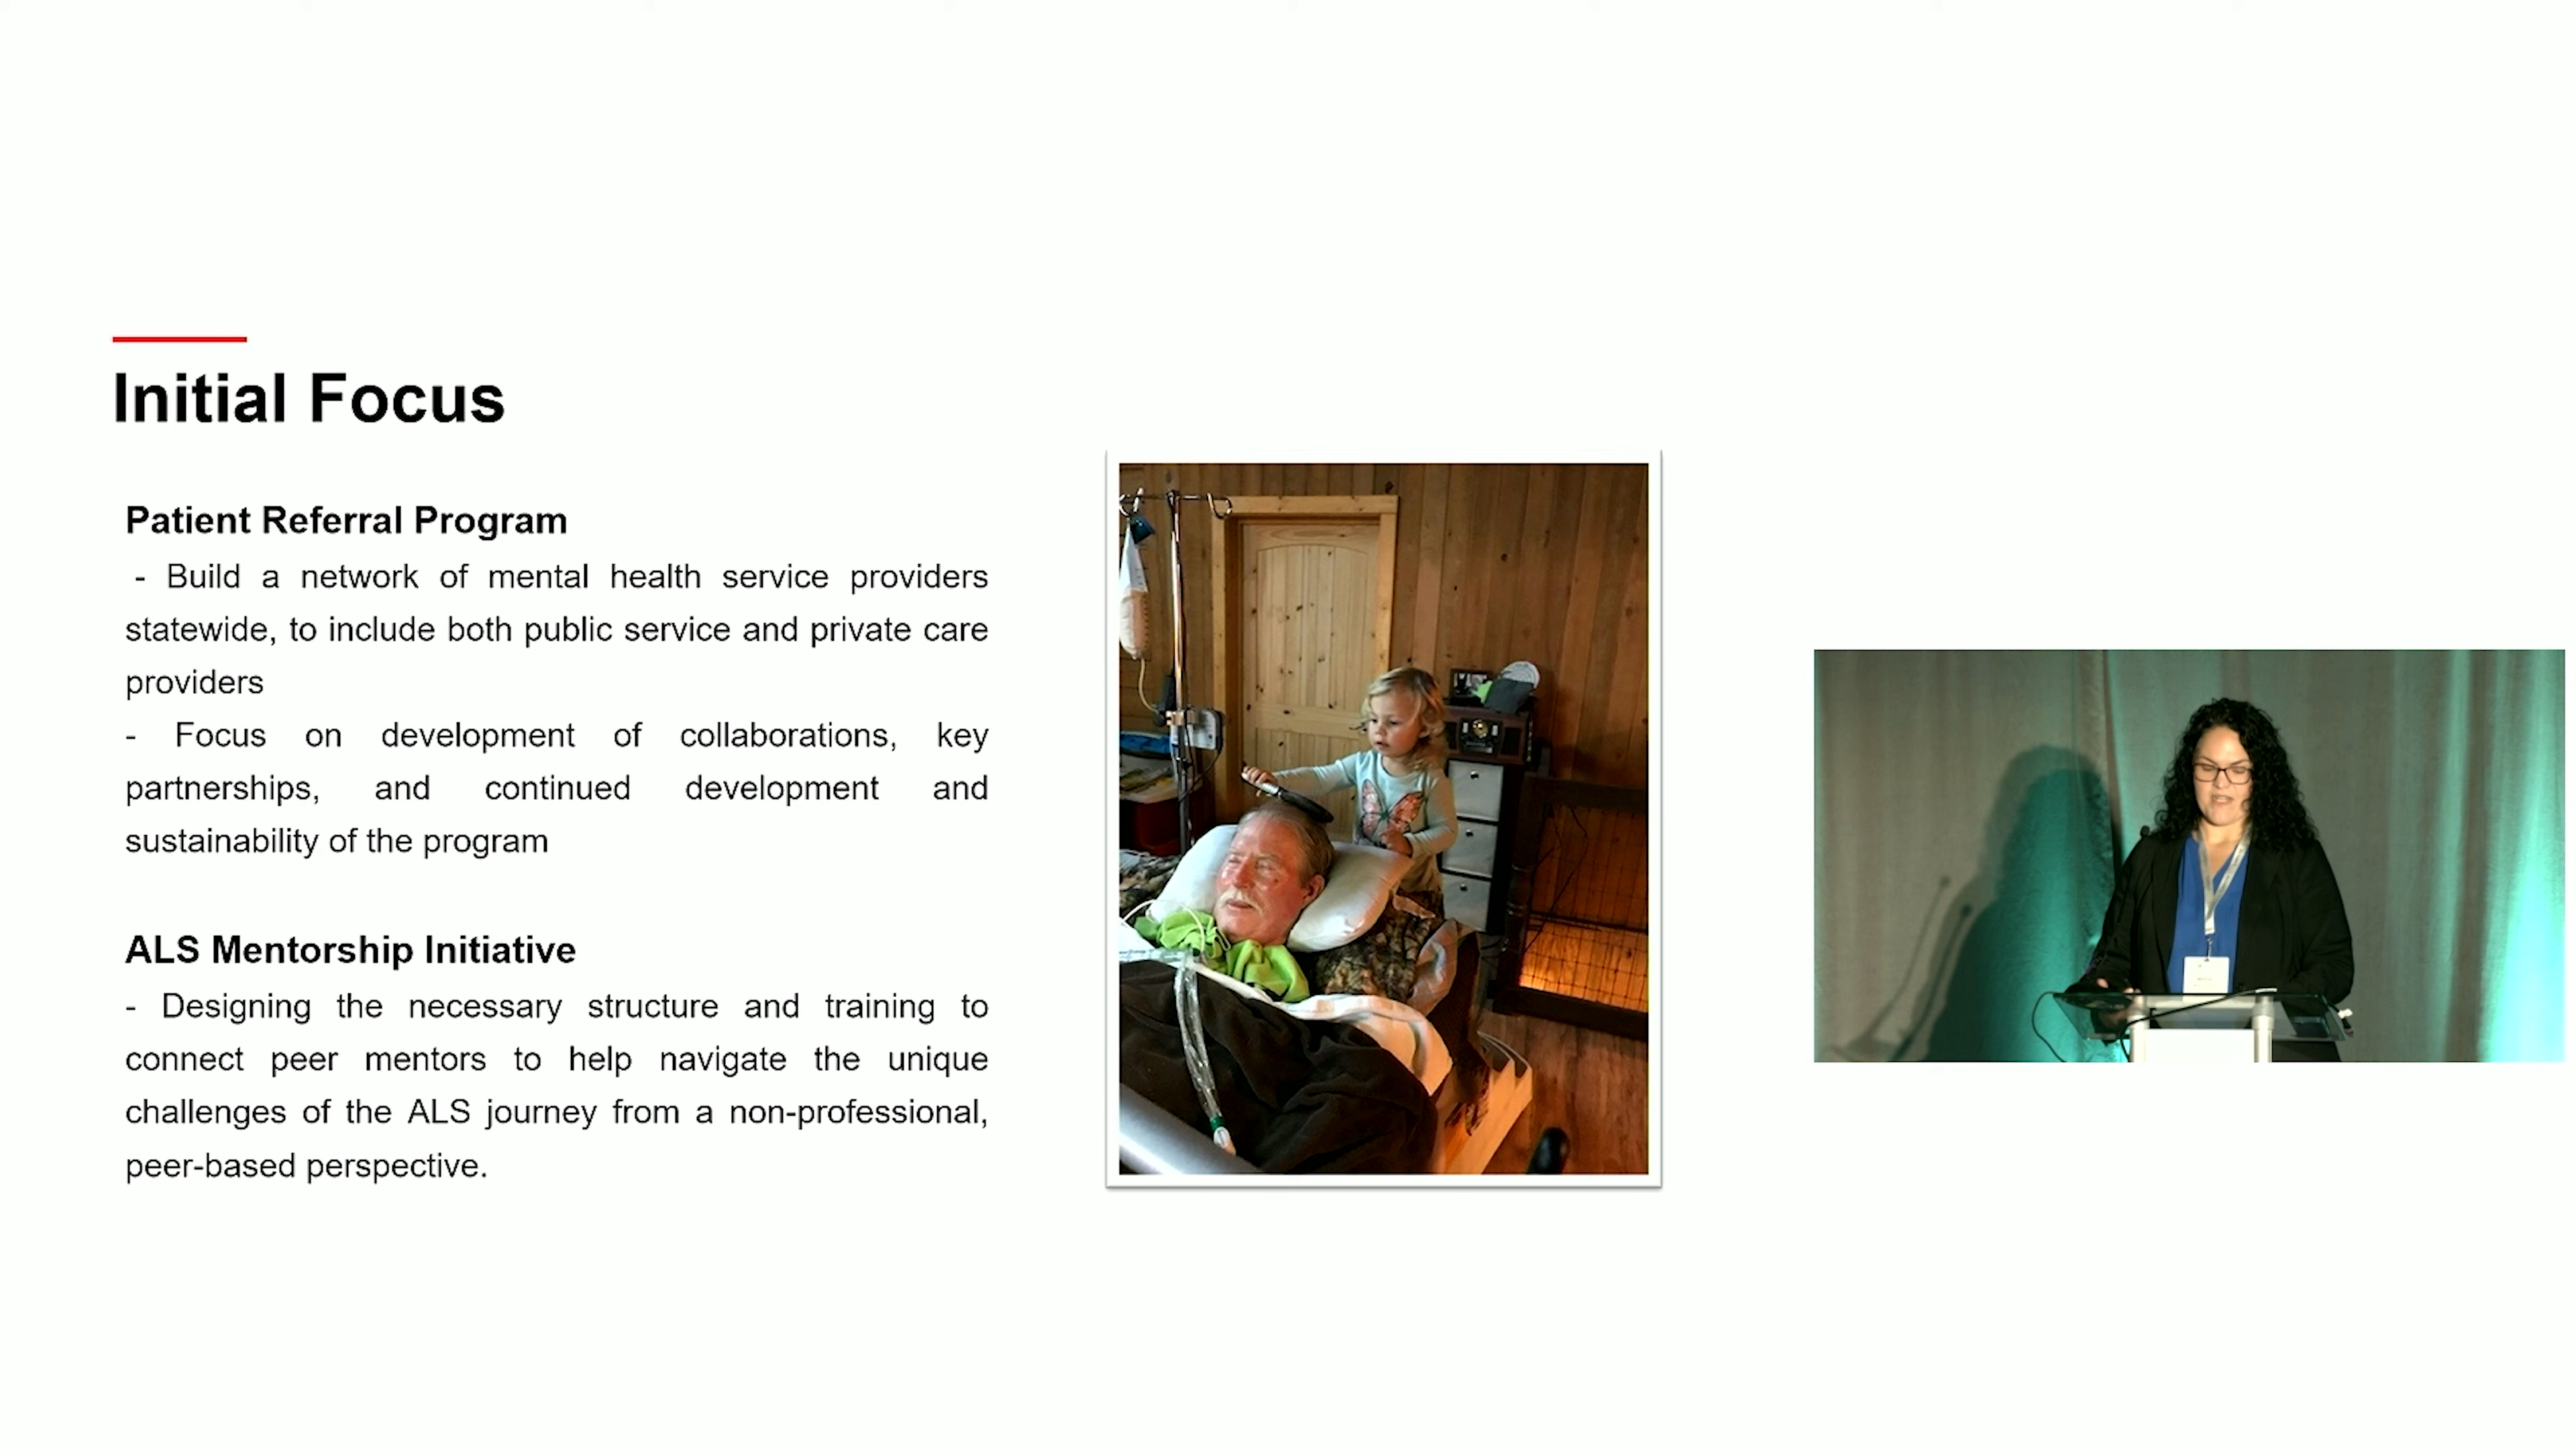 Initial Focus
Patient Referral Program
- Build a network of mental health service providers
statewide, to include both public service and private care
providers
- Focus on development of collaborations, key
partnerships, and continued development and
sustainability of the program
ALS Mentorship Initiative
- Designing the necessary structure and training to
connect peer mentors to help navigate the unique
challenges of the ALS journey from a non-professional,
peer-based perspective.